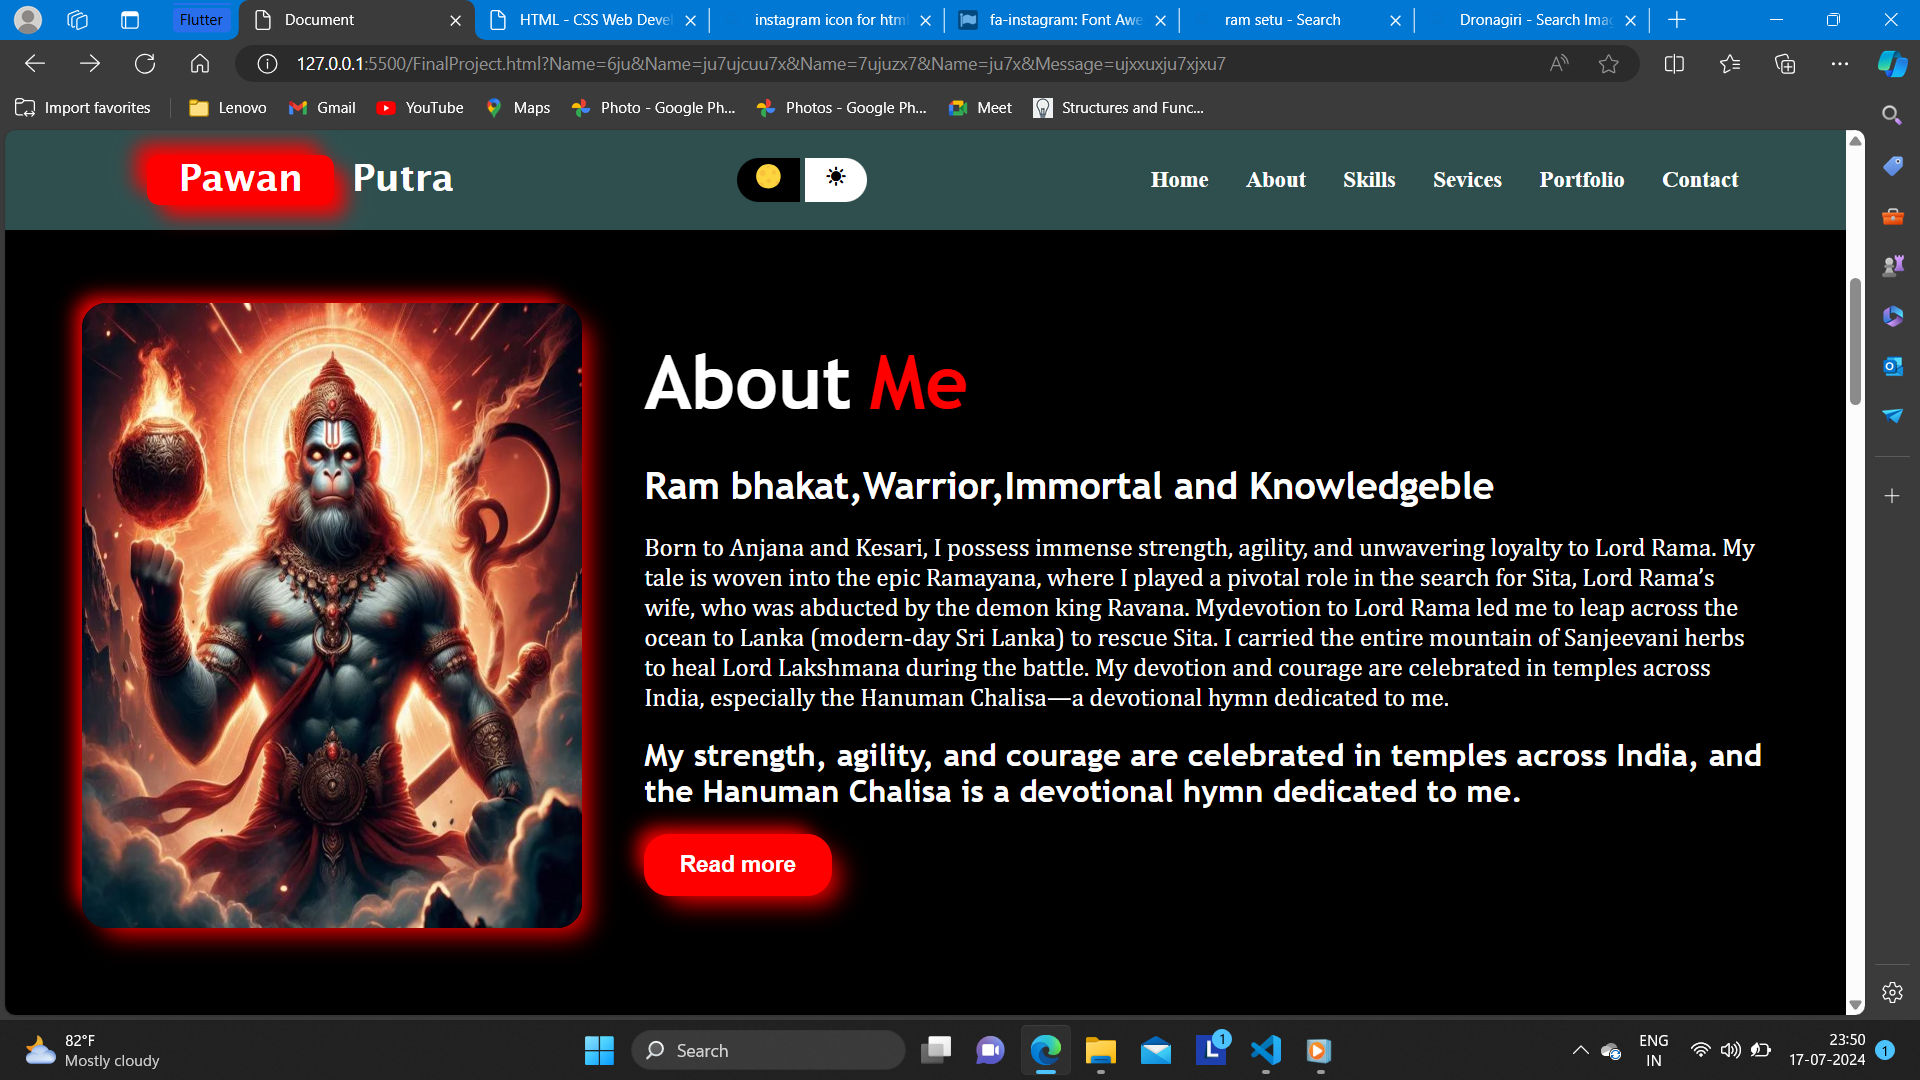 Flutter
Document
HTML - CSS Web Devel
instagram icon for htm
fa-instagram: Font Awe
ram setu - Search
Dronagiri - Search Imag
127.0.0.1:5500/FinalProject.html?Name=6ju&Name=ju7ujcuu7x&Name=7ujuzx7&Name=ju7x&Message=ujxxuxju7xjxu7
Import favorites
Lenovo
Gmail
YouTube
Maps
Photo - Google Ph...
Photos - Google Ph...
Meet
Structures and Func...
Pawan Putra
Home About Skills Sevices Portfolio Contact
About Me
Ram bhakat,Warrior,Immortal and Knowledgeble
Born to Anjana and Kesari, I possess immense strength, agility, and unwavering loyalty to Lord Rama. My
tale is woven into the epic Ramayana, where I played a pivotal role in the search for Sita, Lord Rama’s
wife, who was abducted by the demon king Ravana. Mydevotion to Lord Rama led me to leap across the
ocean to Lanka (modern-day Sri Lanka) to rescue Sita. I carried the entire mountain of Sanjeevani herbs
to heal Lord Lakshmana during the battle. My devotion and courage are celebrated in temples across
India, especially the Hanuman Chalisa—a devotional hymn dedicated to me.
My strength, agility, and courage are celebrated in temples across India, and
the Hanuman Chalisa is a devotional hymn dedicated to me.
Read more
82°F
Mostly cloudy
Search
L
1
ENG
IN
23:50
17-07-2024
1